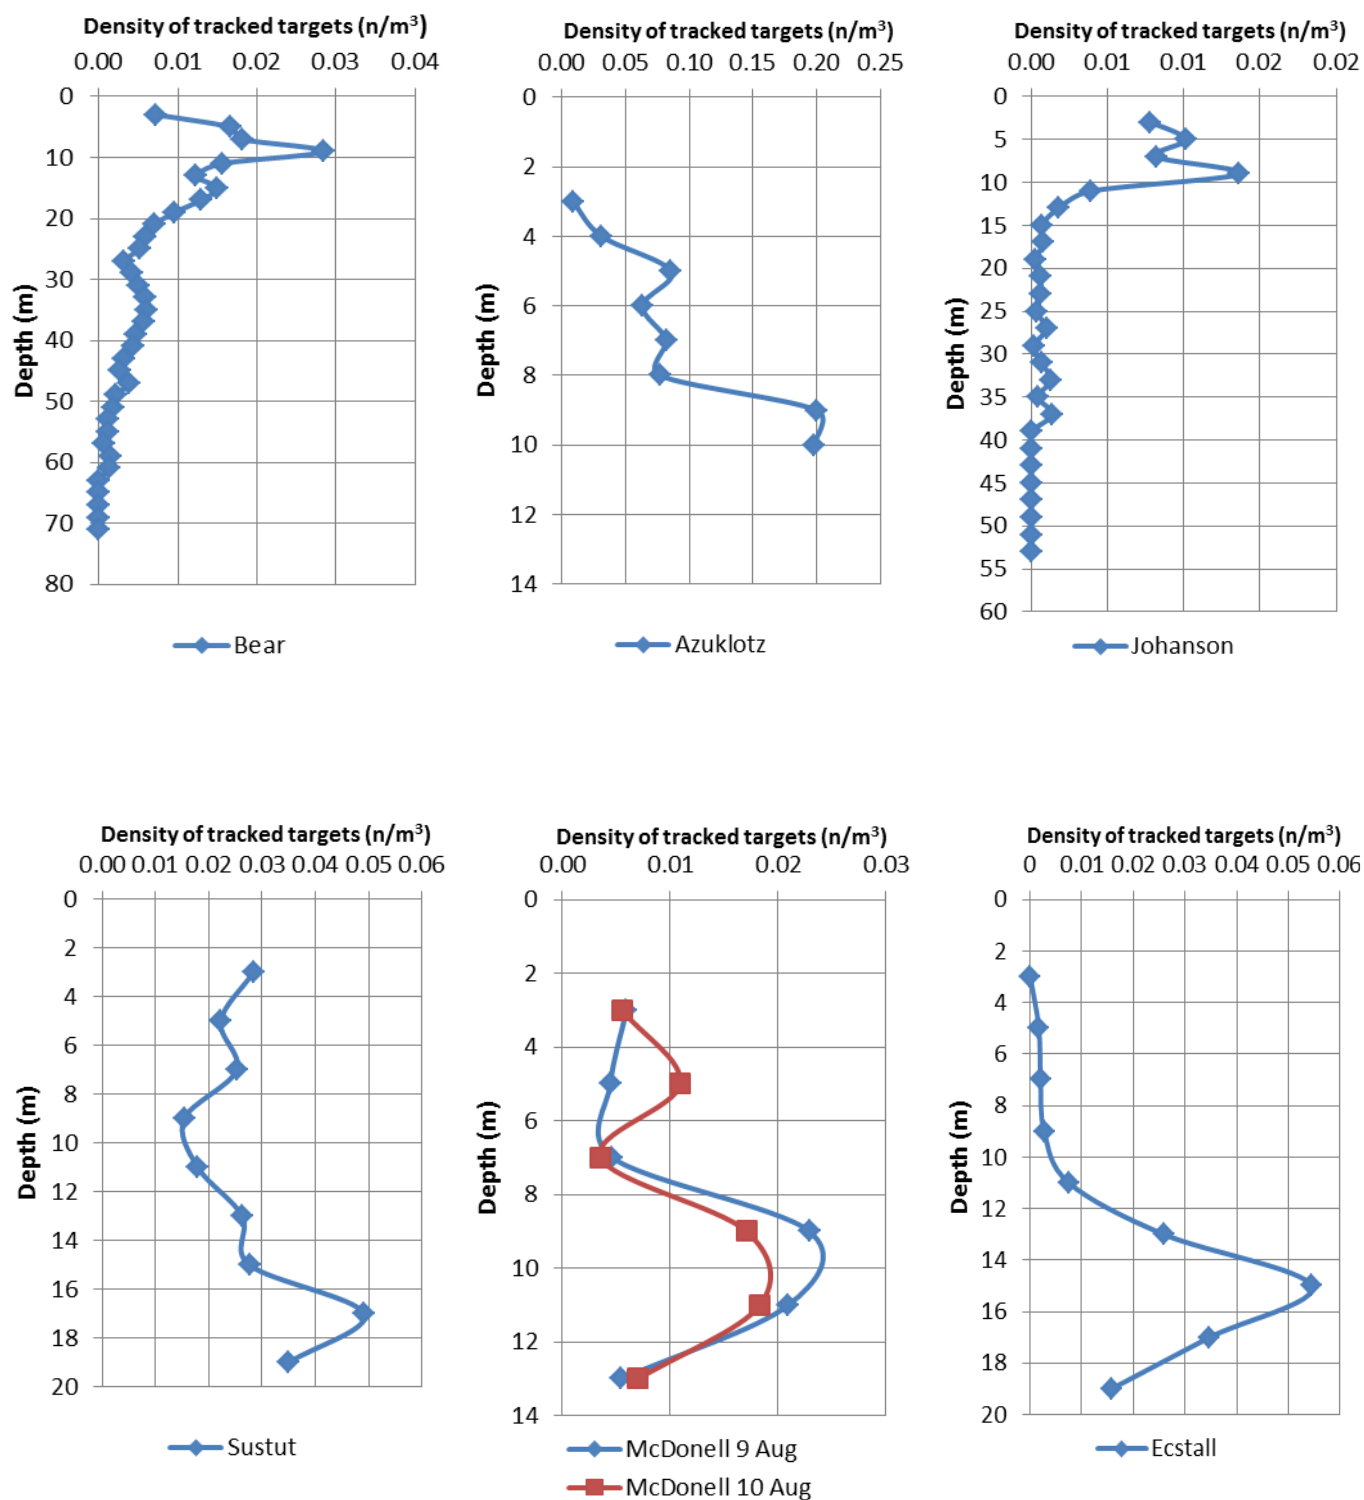 Density of tracked targets (n/m³)
0.00 0.01 0.02 0.03 0.04
0
10
20
30
40
50
60
70
80
Depth (m)
Bear
Density of tracked targets (n/m³)
0.00 0.05 0.10 0.15 0.20 0.25
0
2
4
6
8
10
12
14
Depth (m)
Azuklotz
Density of tracked targets (n/m³)
0.00 0.01 0.01 0.02 0.02
0
5
10
15
20
25
30
35
40
45
50
55
60
Depth (m)
Johanson
Density of tracked targets (n/m³)
0.00 0.01 0.02 0.03 0.04 0.05 0.06
0
2
4
6
8
10
12
14
16
18
20
Depth (m)
Sustut
Density of tracked targets (n/m³)
0.00 0.01 0.02 0.03
0
2
4
6
8
10
12
14
Depth (m)
McDonell 9 Aug
McDonell 10 Aug
Density of tracked targets (n/m³)
0 0.01 0.02 0.03 0.04 0.05 0.06
0
2
4
6
8
10
12
14
16
18
20
Depth (m)
Ecstall